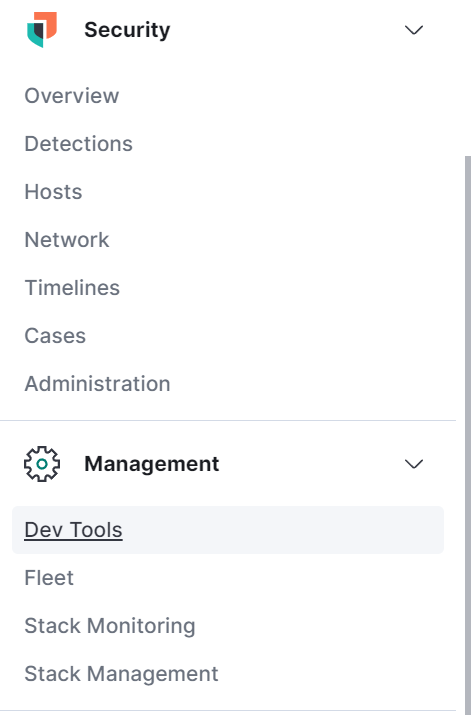 Security
Overview
Detections
Hosts
Network
Timelines
Cases
Administration
Management
Dev Tools
Fleet
Stack Monitoring
Stack Management